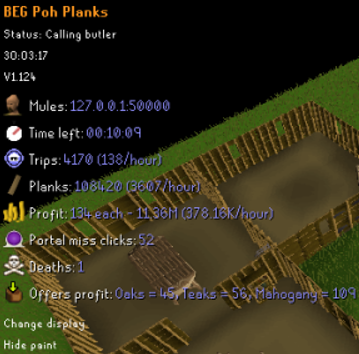 BEG Poh Planks
Status: Calling butler
30:03:17
V1.124
Mules: 127.0.0.1:50000
Time left: 00:10:09
Trips: 4170 (138/hour)
Planks: 108420 (3607/hour)
Profit: 134 each - 11.36M (378.16K/hour)
Portal miss clicks: 52
Deaths: 1
Offers profit: Oaks = 45, Teaks = 56, Mahogany = 109
Change display
Hide paint